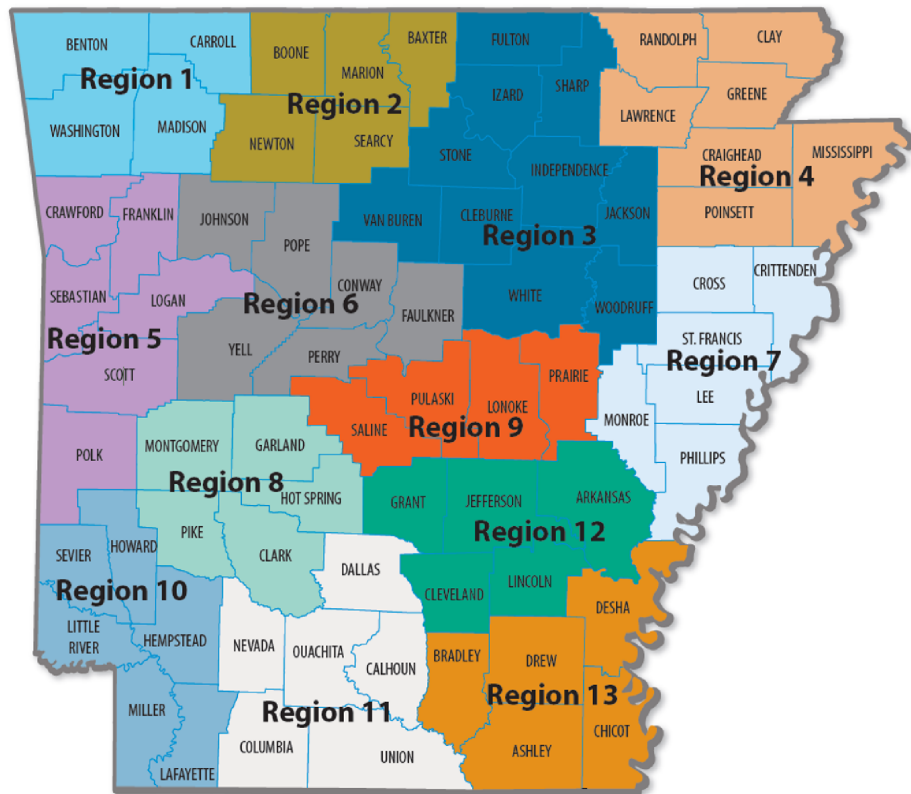 BENTON
CARROLL
Region 1
WASHINGTON
MADISON
BOONE
MARION
BAXTER
Region 2
NEWTON
SEARCY
FULTON
IZARD
SHARP
STONE
INDEPENDENCE
VAN BUREN
CLEBURNE
JACKSON
Region 3
WHITE
WOODRUFF
RANDOLPH
CLAY
LAWRENCE
GREENE
CRAIGHEAD
MISSISSIPPI
Region 4
POINSETT
CRAWFORD
FRANKLIN
SEBASTIAN
LOGAN
Region 5
SCOTT
POLK
JOHNSON
POPE
CONWAY
Region 6
FAULKNER
YELL
PERRY
CROSS
CRITTENDEN
ST. FRANCIS
Region 7
LEE
MONROE
PHILLIPS
MONTGOMERY
GARLAND
Region 8
HOT SPRING
PIKE
CLARK
PULASKI
LONOKE
PRAIRIE
SALINE
Region 9
SEVIER
HOWARD
Region 10
LITTLE
RIVER
HEMPSTEAD
MILLER
LAFAYETTE
DALLAS
NEVADA
OUACHITA
CALHOUN
Region 11
COLUMBIA
UNION
GRANT
JEFFERSON
ARKANSAS
Region 12
CLEVELAND
LINCOLN
DESHA
BRADLEY
DREW
Region 13
ASHLEY
CHICOT